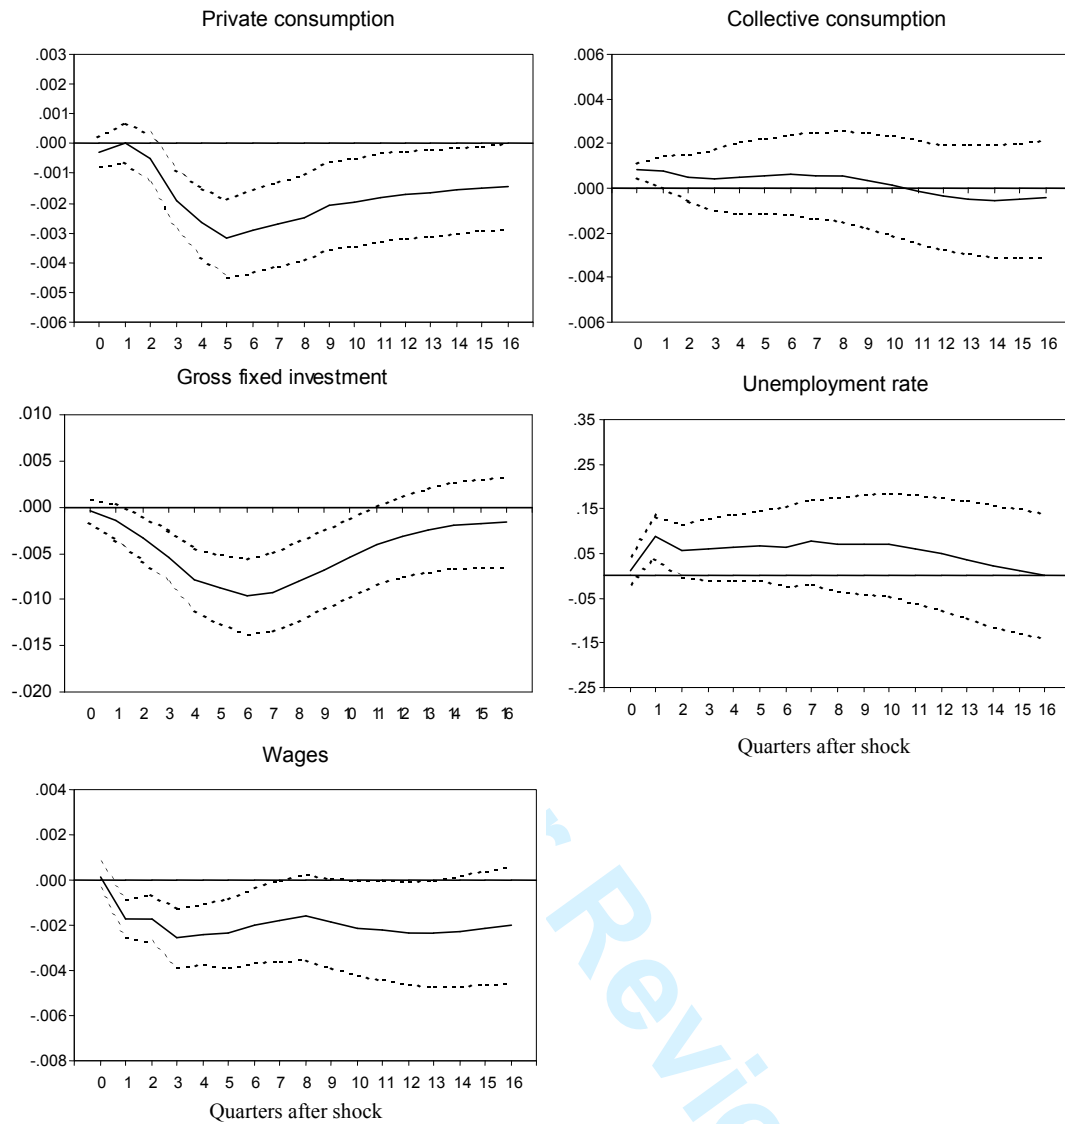 Private consumption
.003
.002
.001
.000
-.001
-.002
-.003
-.004
-.005
-.006
0 1 2 3 4 5 6 7 8 9 10 11 12 13 14 15 16
Collective consumption
.006
.004
.002
.000
-.002
-.004
-.006
0 1 2 3 4 5 6 7 8 9 10 11 12 13 14 15 16
Gross fixed investment
.010
.005
.000
-.005
-.010
-.015
-.020
0 1 2 3 4 5 6 7 8 9 10 11 12 13 14 15 16
Unemployment rate
.35
.25
.15
.05
-.05
-.15
-.25
0 1 2 3 4 5 6 7 8 9 10 11 12 13 14 15 16
Quarters after shock
Wages
.004
.002
.000
-.002
-.004
-.006
-.008
0 1 2 3 4 5 6 7 8 9 10 11 12 13 14 15 16
Quarters after shock
r Revie